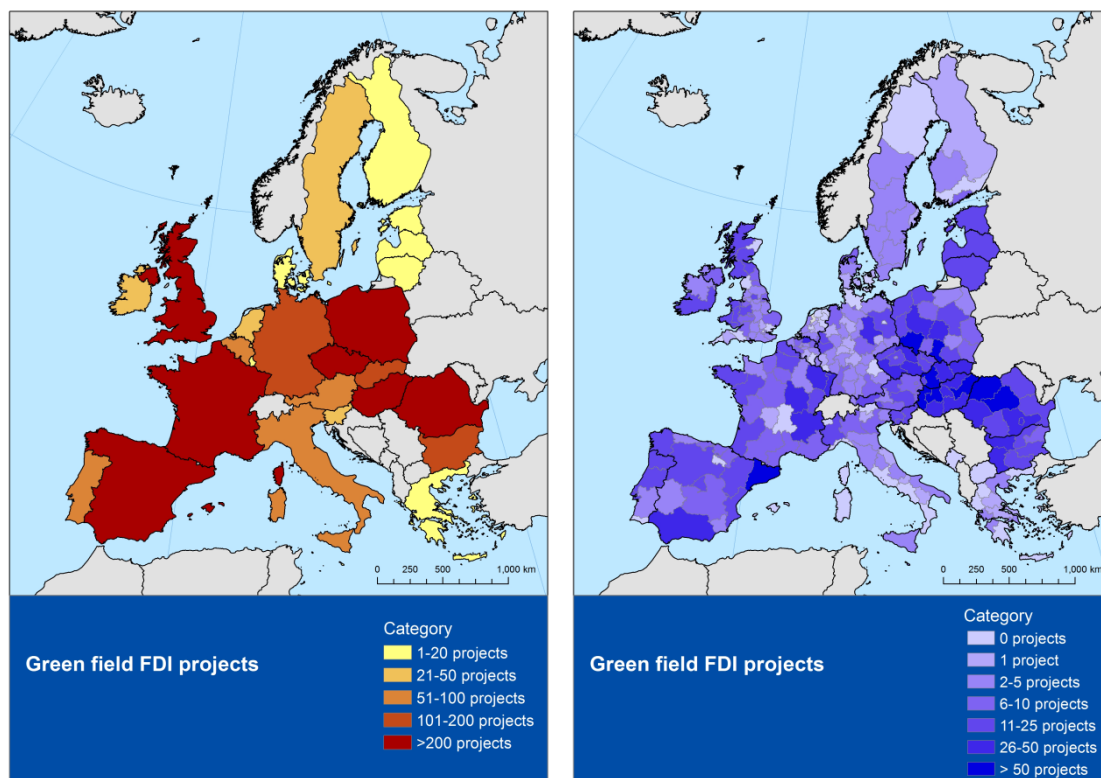 0 250 500 1,000 km
Green field FDI projects
Category
1-20 projects
21-50 projects
51-100 projects
101-200 projects
>200 projects
0 250 500 1,000 km
Green field FDI projects
Category
0 projects
1 project
2-5 projects
6-10 projects
11-25 projects
26-50 projects
> 50 projects